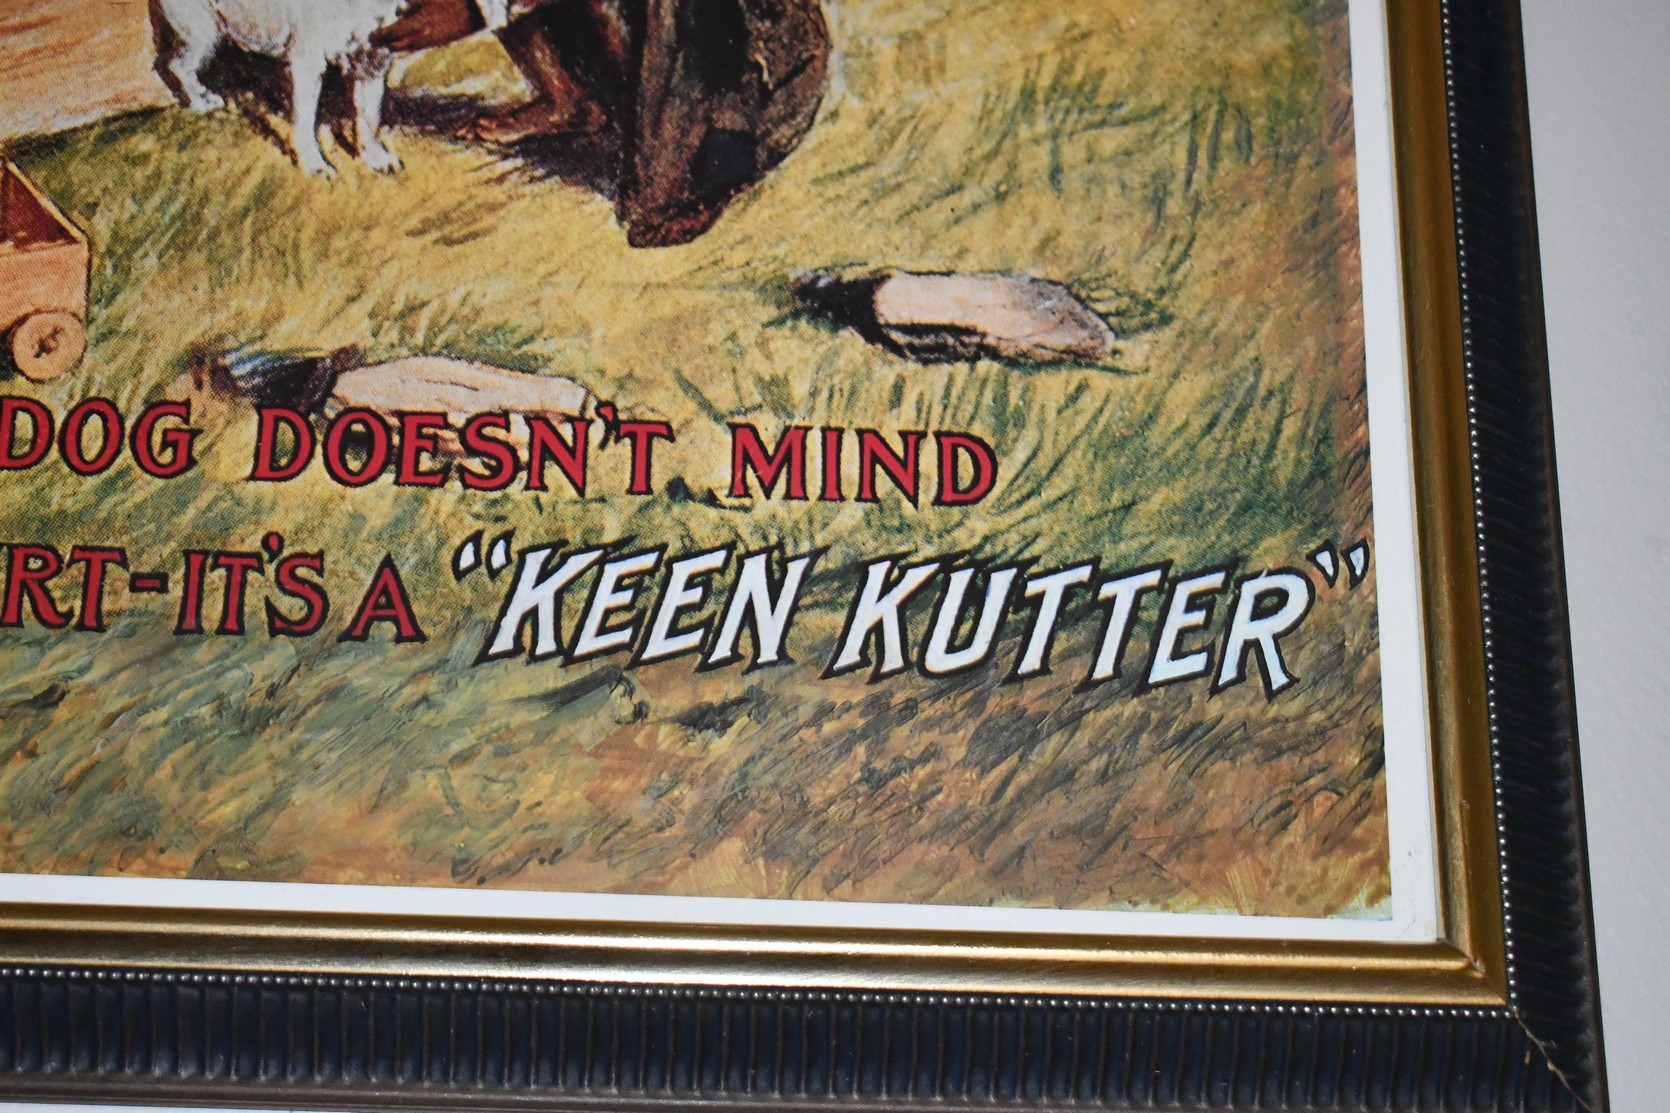 DOG DOESN'T MIND
RT-IT'S A "KEEN KUTTER"